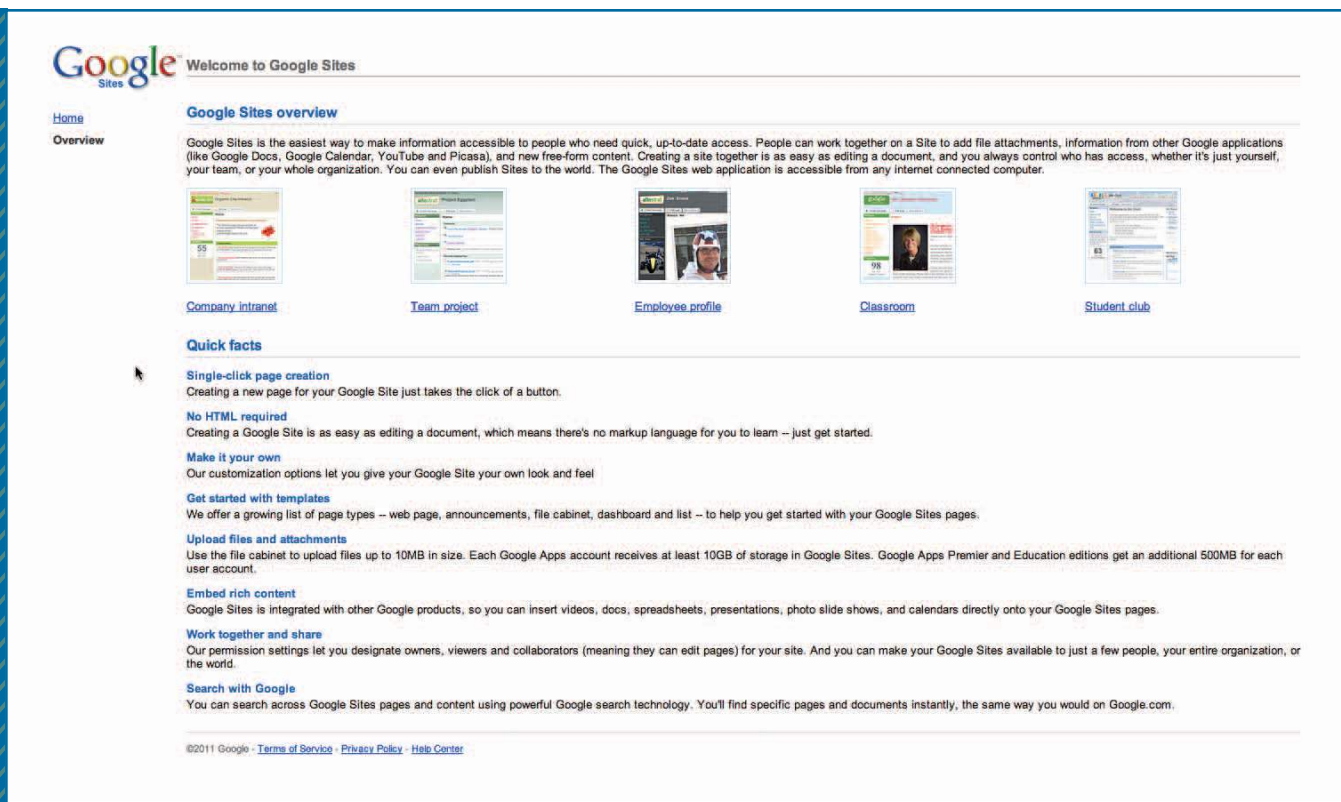 Google™
Sites
Welcome to Google Sites
Home
Overview
Google Sites overview
Google Sites is the easiest way to make information accessible to people who need quick, up-to-date access. People can work together on a Site to add file attachments, information from other Google applications
(like Google Docs, Google Calendar, YouTube and Picasa), and new free-form content. Creating a site together is as easy as editing a document, and you always control who has access, whether it's just yourself,
your team, or your whole organization. You can even publish Sites to the world. The Google Sites web application is accessible from any internet connected computer.
55
98
63
Company intranet
Team project
Employee profile
Classroom
Student club
Quick facts
Single-click page creation
Creating a new page for your Google Site just takes the click of a button.
No HTML required
Creating a Google Site is as easy as editing a document, which means there's no markup language for you to learn -- just get started.
Make it your own
Our customization options let you give your Google Site your own look and feel
Get started with templates
We offer a growing list of page types -- web page, announcements, file cabinet, dashboard and list -- to help you get started with your Google Sites pages.
Upload files and attachments
Use the file cabinet to upload files up to 10MB in size. Each Google Apps account receives at least 10GB of storage in Google Sites. Google Apps Premier and Education editions get an additional 500MB for each
user account.
Embed rich content
Google Sites is integrated with other Google products, so you can insert videos, docs, spreadsheets, presentations, photo slide shows, and calendars directly onto your Google Sites pages.
Work together and share
Our permission settings let you designate owners, viewers and collaborators (meaning they can edit pages) for your site. And you can make your Google Sites available to just a few people, your entire organization, or
the world.
Search with Google
You can search across Google Sites pages and content using powerful Google search technology. You'll find specific pages and documents instantly, the same way you would on Google.com.
©2011 Google - Terms of Service - Privacy Policy - Help Center